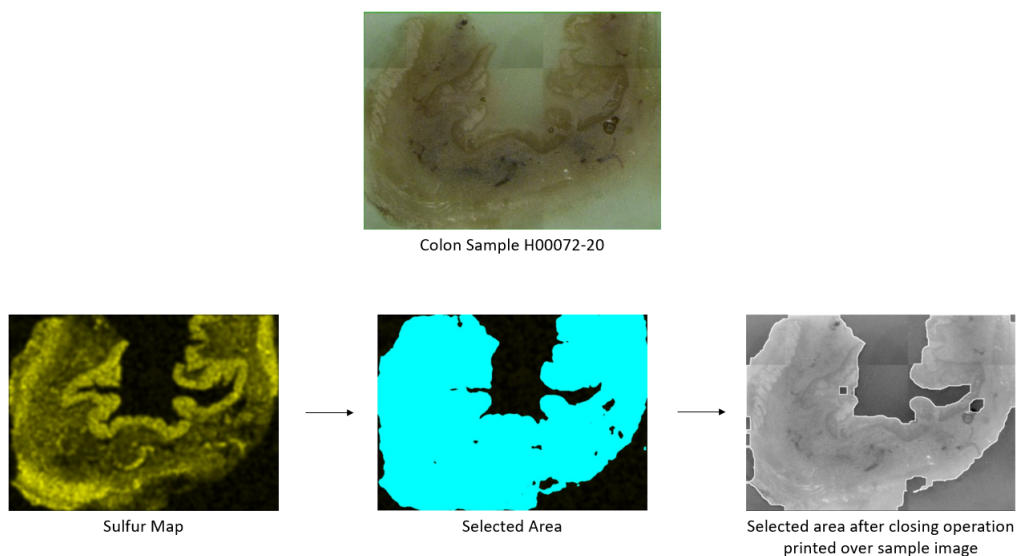 Colon Sample H00072-20
Sulfur Map
Selected Area
Selected area after closing operation
printed over sample image